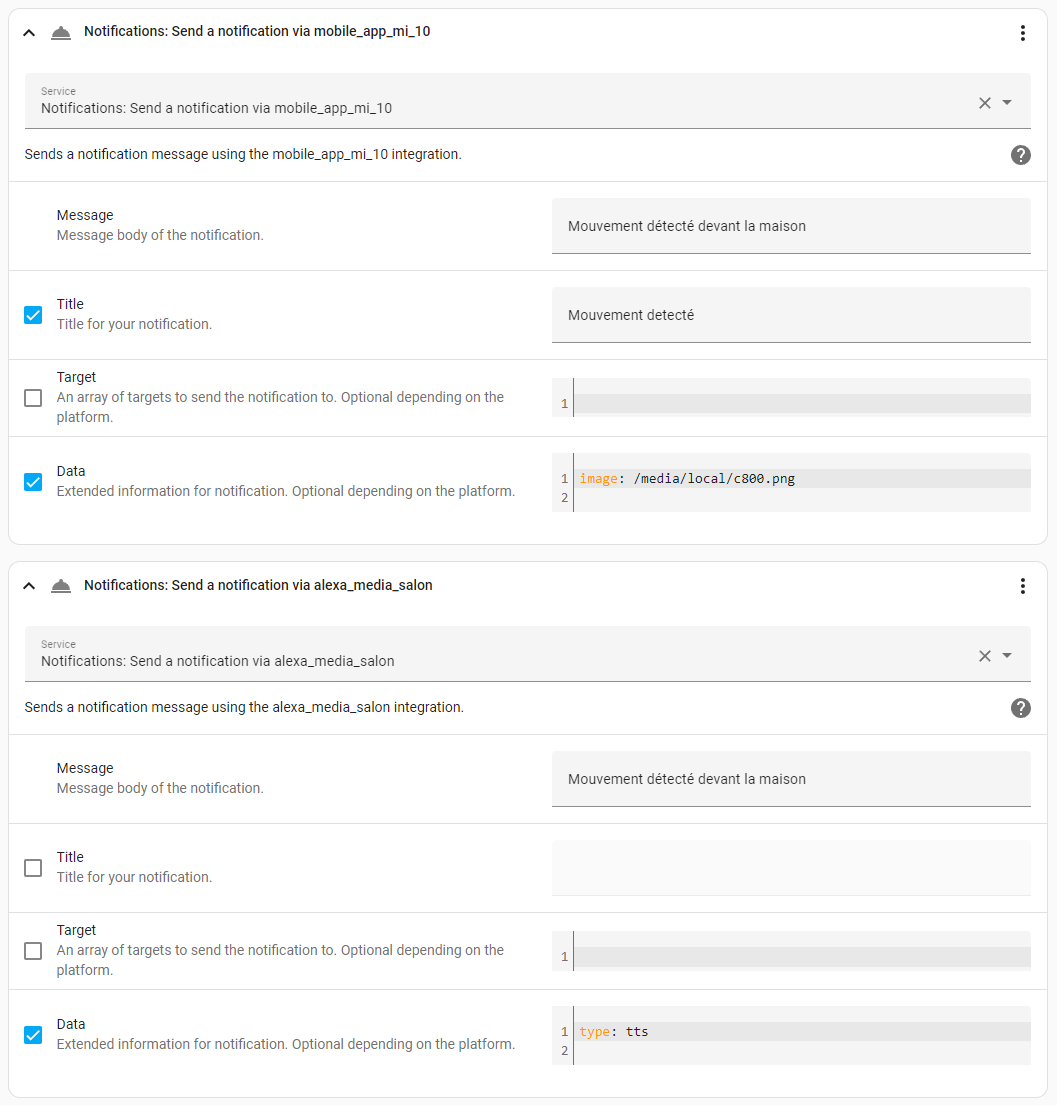 Notifications: Send a notification via mobile_app_mi_10
Service
Notifications: Send a notification via mobile_app_mi_10
Sends a notification message using the mobile_app_mi_10 integration.
Message
Message body of the notification.
Mouvement détecté devant la maison
Title
Title for your notification.
Mouvement detecté
Target
An array of targets to send the notification to. Optional depending on the
platform.
1
Data
Extended information for notification. Optional depending on the platform.
1 image: /media/local/c800.png
2
Notifications: Send a notification via alexa_media_salon
Service
Notifications: Send a notification via alexa_media_salon
Sends a notification message using the alexa_media_salon integration.
Message
Message body of the notification.
Mouvement détecté devant la maison
Title
Title for your notification.
Target
An array of targets to send the notification to. Optional depending on the
platform.
1
Data
Extended information for notification. Optional depending on the platform.
1 type: tts
2